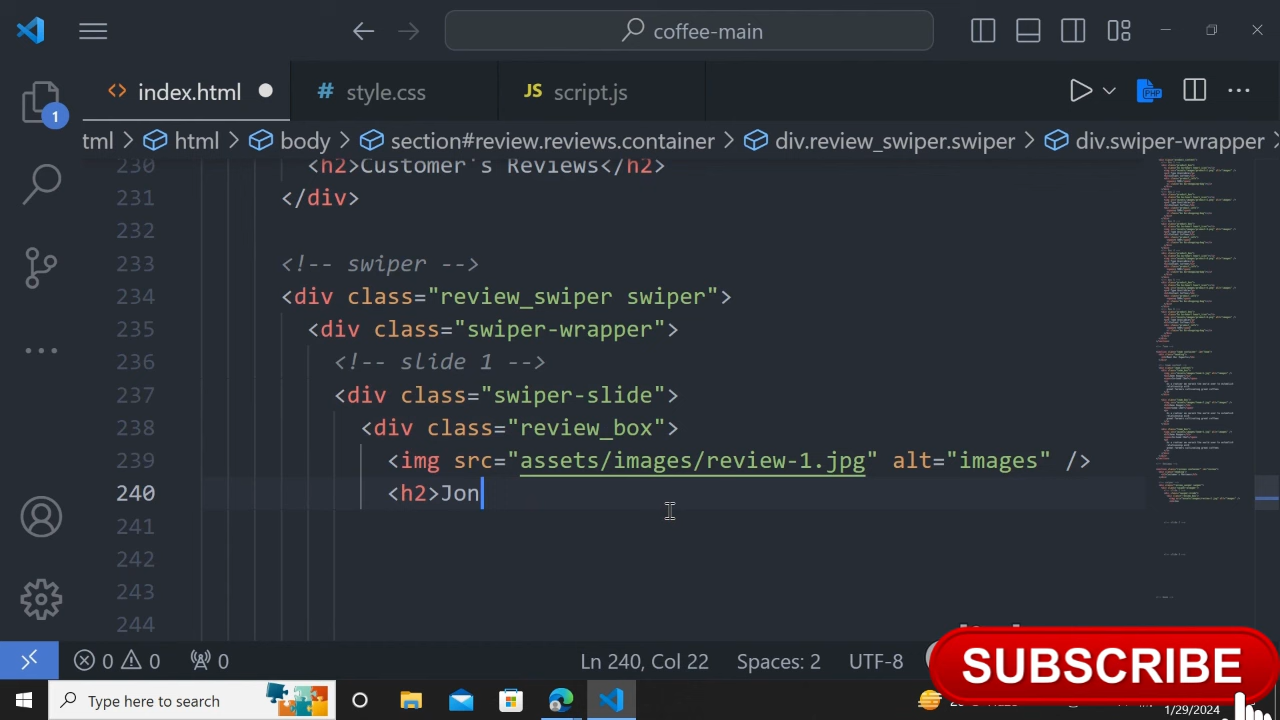 coffee-main
index.html
style.css
script.js
tml > html > body > section#review.reviews.container > div.review_swiper.swiper > div.swiper-wrapper >
230 <h2>Customer's Reviews</h2>
231 </div>
232
233 <!-- swiper -->
234 <div class="review_swiper swiper">
235 <div class="swiper-wrapper">
236 <!-- slide 1 -->
237 <div class="swiper-slide">
238 <div class="review_box">
239 <img src="assets/images/review-1.jpg" alt="images" />
240 <h2>Joh
241
242
243
244
1
0 0 0
Ln 240, Col 22 Spaces: 2 UTF-8
SUBSCRIBE
Type here to search
1/29/2024